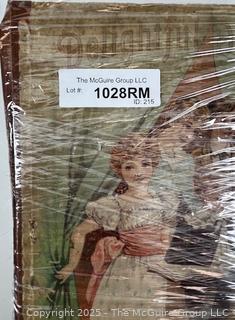 The McGuire Group LLC
Lot #: 1028RM
ID: 215
Copyright 2025 - The McGuire Group LLC